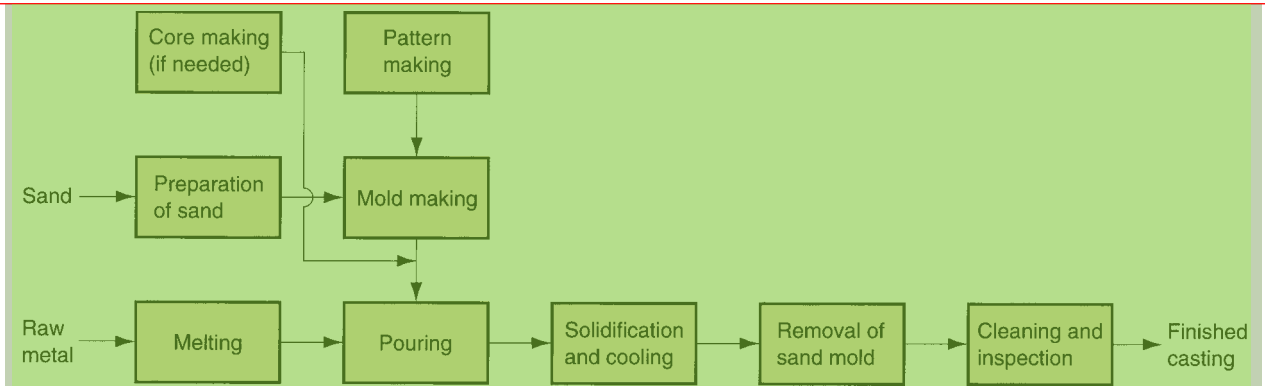 Core making
(if needed)
Pattern
making
Sand
Preparation
of sand
Mold making
Raw
metal
Melting
Pouring
Solidification
and cooling
Removal of
sand mold
Cleaning and
inspection
Finished
casting